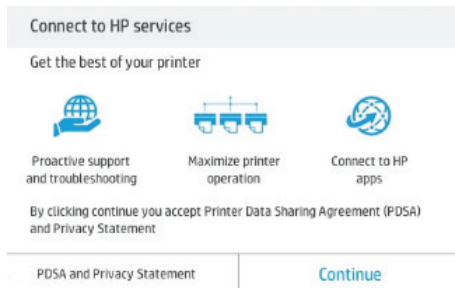 Connect to HP services
Get the best of your printer
Proactive support
and troubleshooting
Maximize printer
operation
Connect to HP
apps
By clicking continue you accept Printer Data Sharing Agreement (PDSA)
and Privacy Statement
PDSA and Privacy Statement
Continue